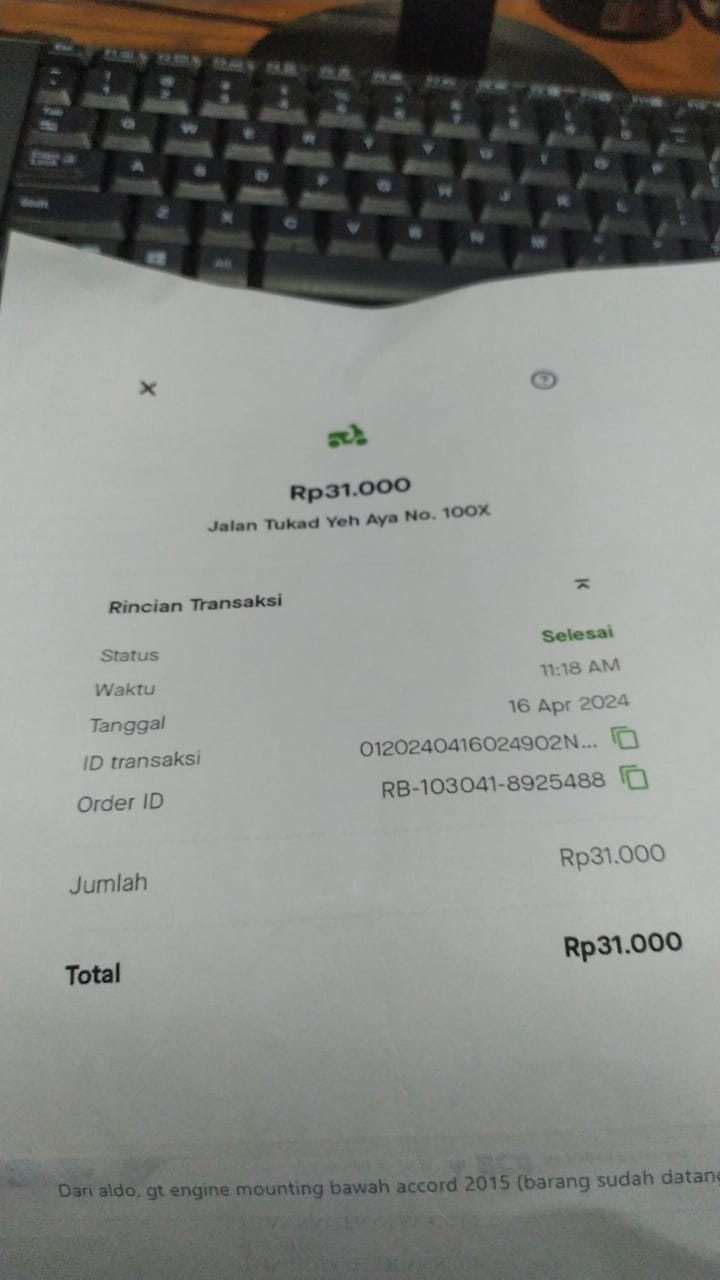 Rp31.000
Jalan Tukad Yeh Aya No. 100X
Rincian Transaksi
Status Selesai
Waktu 11:18 AM
Tanggal 16 Apr 2024
ID transaksi 0120240416024902N...
Order ID RB-103041-8925488
Jumlah Rp31.000
Total Rp31.000
Dari aldo, gt engine mounting bawah accord 2015 (barang sudah datang